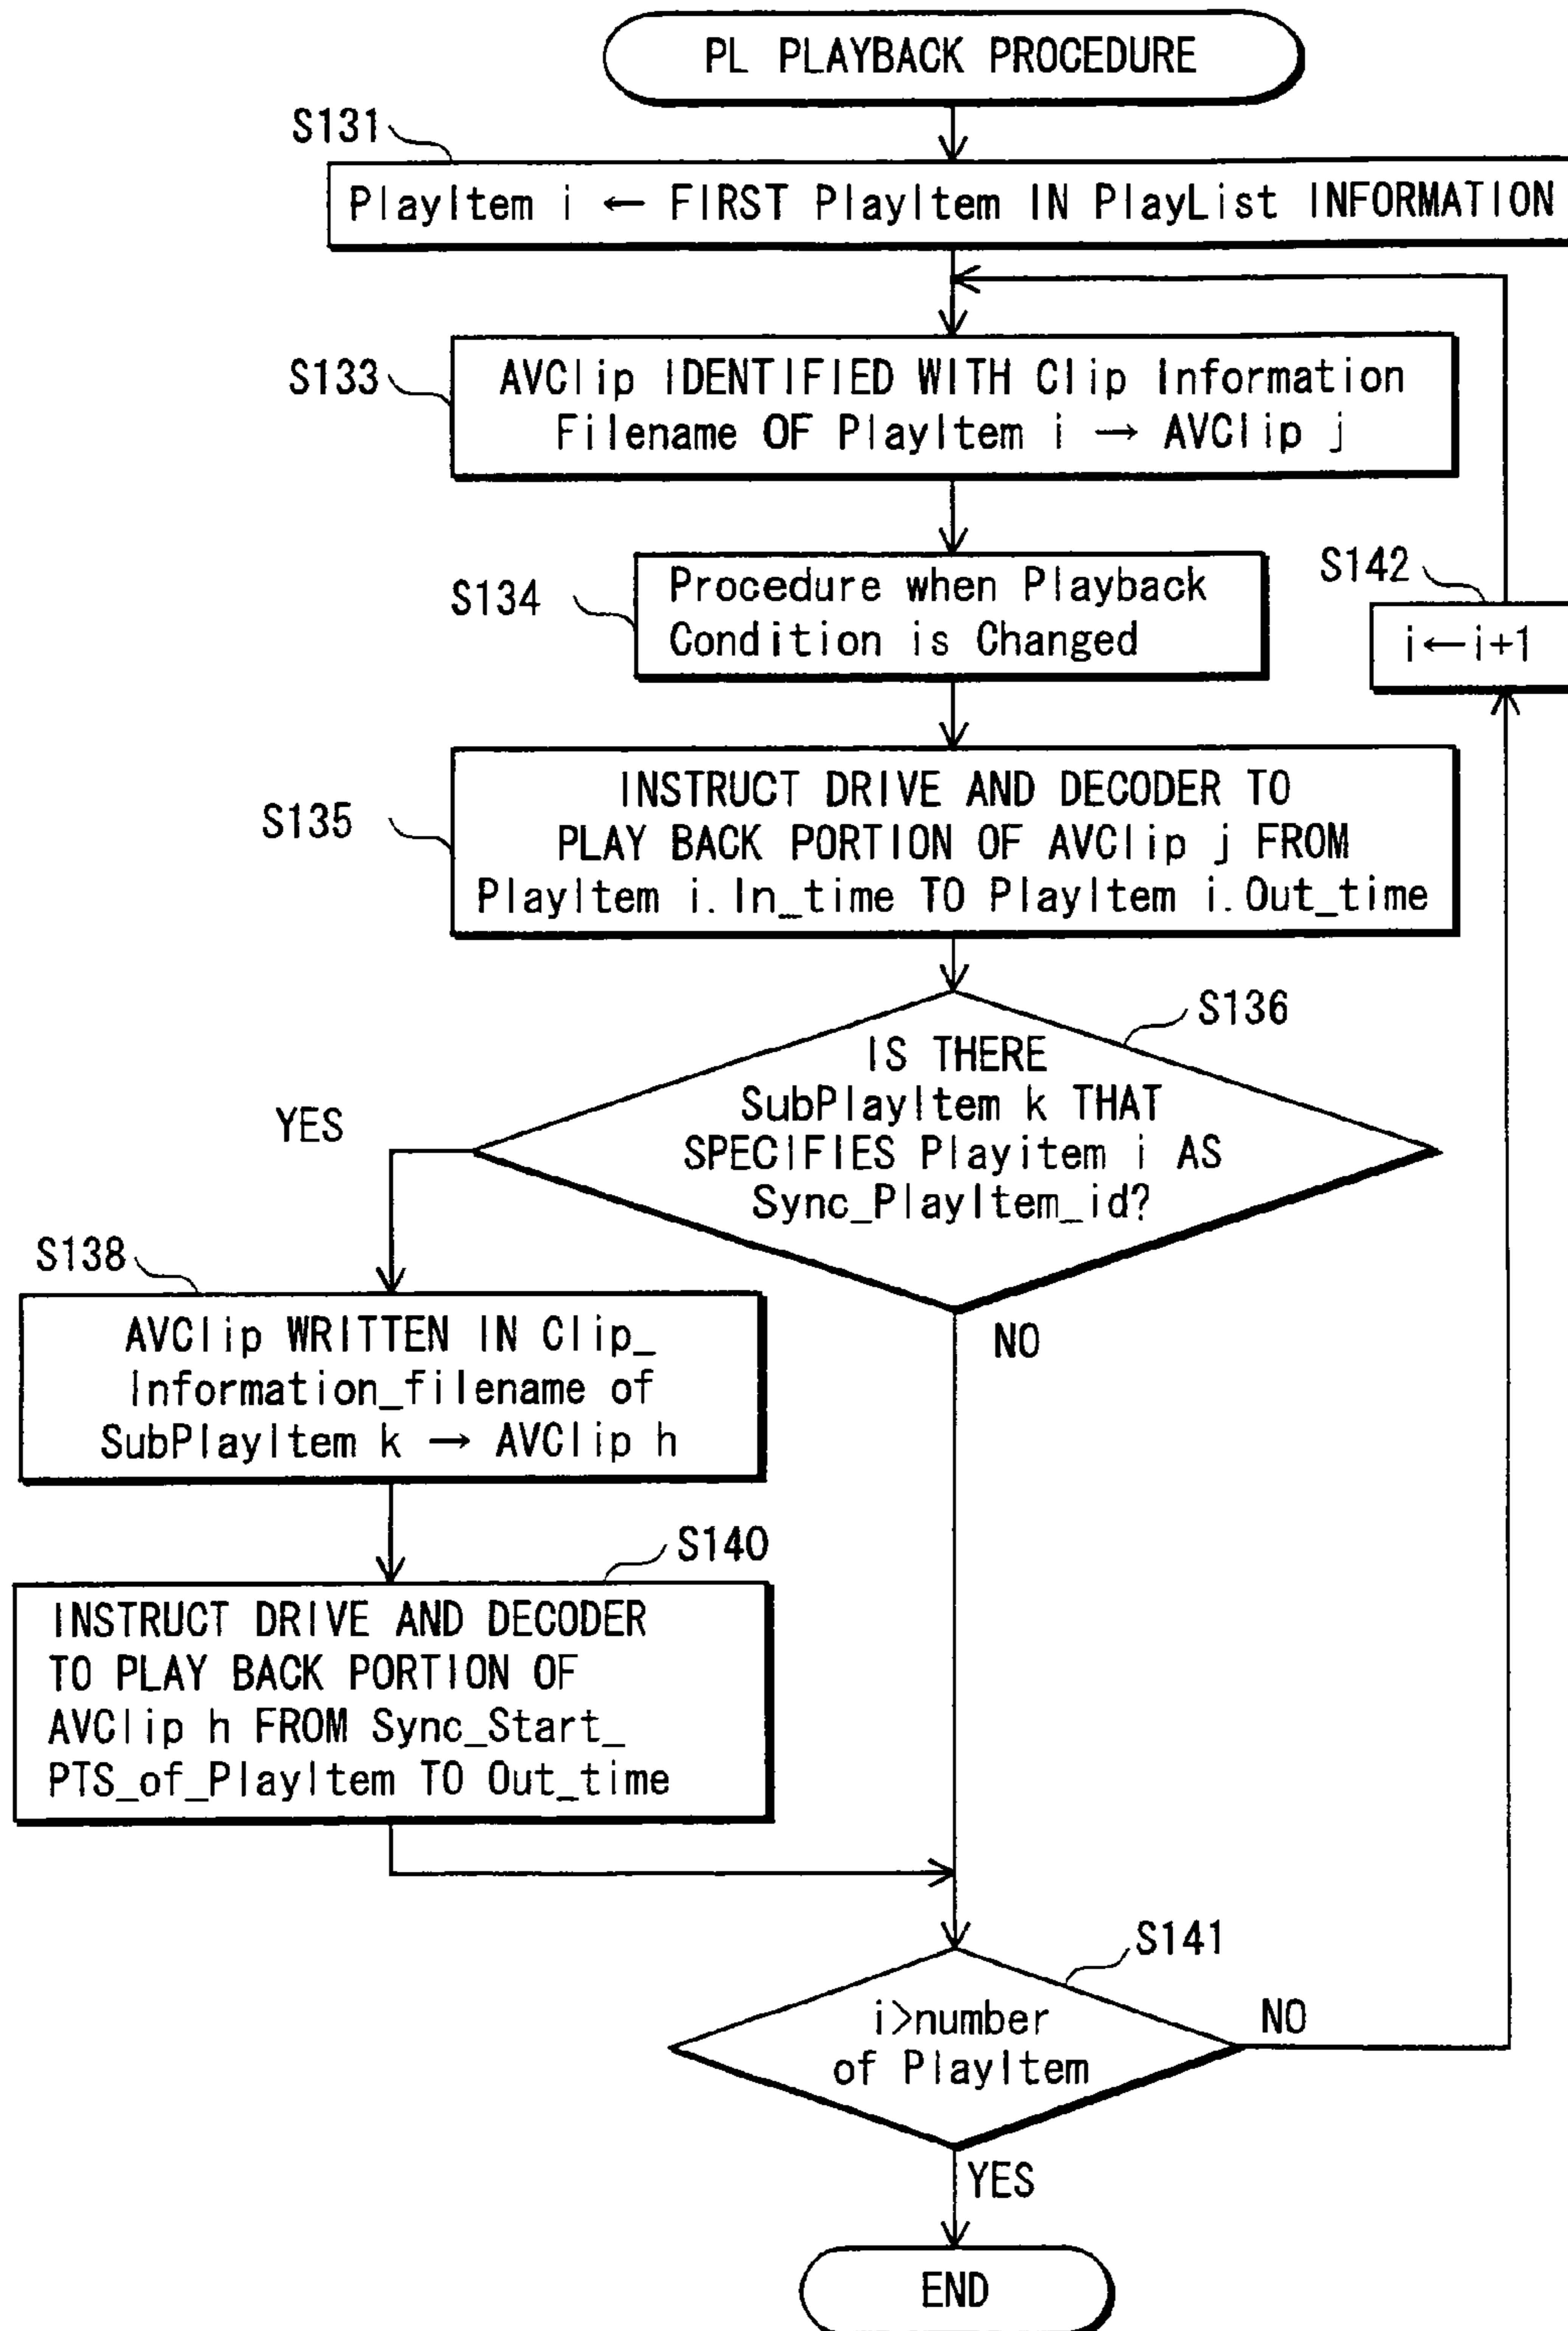 PL PLAYBACK PROCEDURE
S131
PlayItem i ← FIRST PlayItem IN PlayList INFORMATION
S133
AVClip IDENTIFIED WITH Clip Information
Filename OF PlayItem i → AVClip j
S134
Procedure when Playback
Condition is Changed
S142
i←i+1
S135
INSTRUCT DRIVE AND DECODER TO
PLAY BACK PORTION OF AVClip j FROM
PlayItem i.In_time TO PlayItem i.Out_time
S136
IS THERE
SubPlayItem k THAT
SPECIFIES Playitem i AS
Sync_PlayItem_id?
YES
NO
S138
AVClip WRITTEN IN Clip_
Information_filename of
SubPlayItem k → AVClip h
S140
INSTRUCT DRIVE AND DECODER
TO PLAY BACK PORTION OF
AVClip h FROM Sync_Start_
PTS_of_PlayItem TO Out_time
S141
i>number
of PlayItem
NO
YES
END